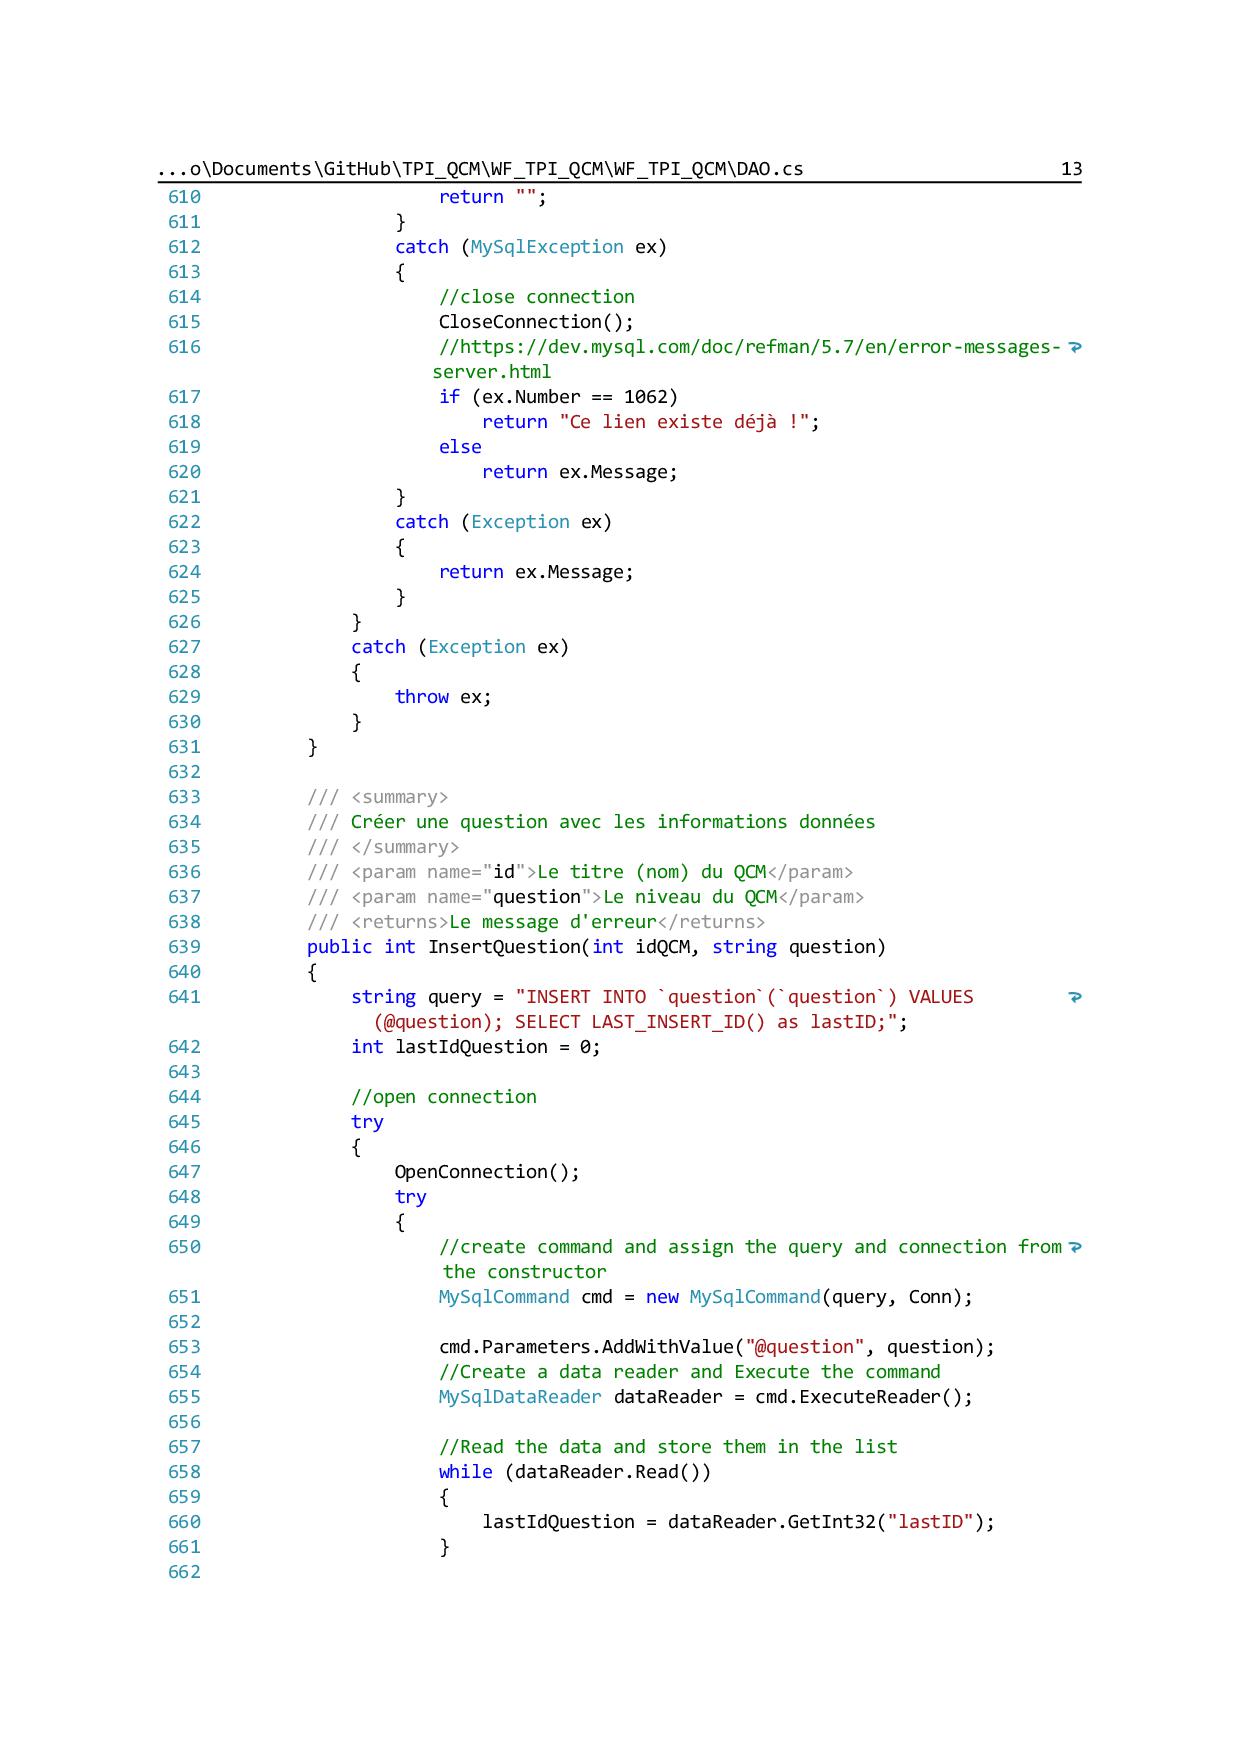 ...o\Documents\GitHub\TPI_QCM\WF_TPI_QCM\WF_TPI_QCM\DAO.cs 13
610 return "";
611 }
612 catch (MySqlException ex)
613 {
614 //close connection
615 CloseConnection();
616 //https://dev.mysql.com/doc/refman/5.7/en/error-messages-
server.html
617 if (ex.Number == 1062)
618 return "Ce lien existe déjà !";
619 else
620 return ex.Message;
621 }
622 catch (Exception ex)
623 {
624 return ex.Message;
625 }
626 }
627 catch (Exception ex)
628 {
629 throw ex;
630 }
631 }
632
633 /// <summary>
634 /// Créer une question avec les informations données
635 /// </summary>
636 /// <param name="id">Le titre (nom) du QCM</param>
637 /// <param name="question">Le niveau du QCM</param>
638 /// <returns>Le message d'erreur</returns>
639 public int InsertQuestion(int idQCM, string question)
640 {
641 string query = "INSERT INTO `question`(`question`) VALUES
(@question); SELECT LAST_INSERT_ID() as lastID;";
642 int lastIdQuestion = 0;
643
644 //open connection
645 try
646 {
647 OpenConnection();
648 try
649 {
650 //create command and assign the query and connection from
the constructor
651 MySqlCommand cmd = new MySqlCommand(query, Conn);
652
653 cmd.Parameters.AddWithValue("@question", question);
654 //Create a data reader and Execute the command
655 MySqlDataReader dataReader = cmd.ExecuteReader();
656
657 //Read the data and store them in the list
658 while (dataReader.Read())
659 {
660 lastIdQuestion = dataReader.GetInt32("lastID");
661 }
662